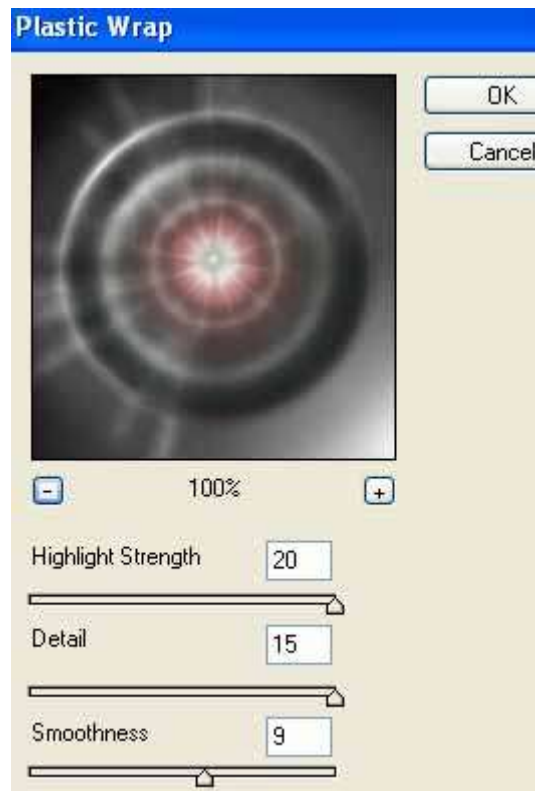 Plastic Wrap
OK
Cancel
- 100% +
Highlight Strength 20
Detail 15
Smoothness 9